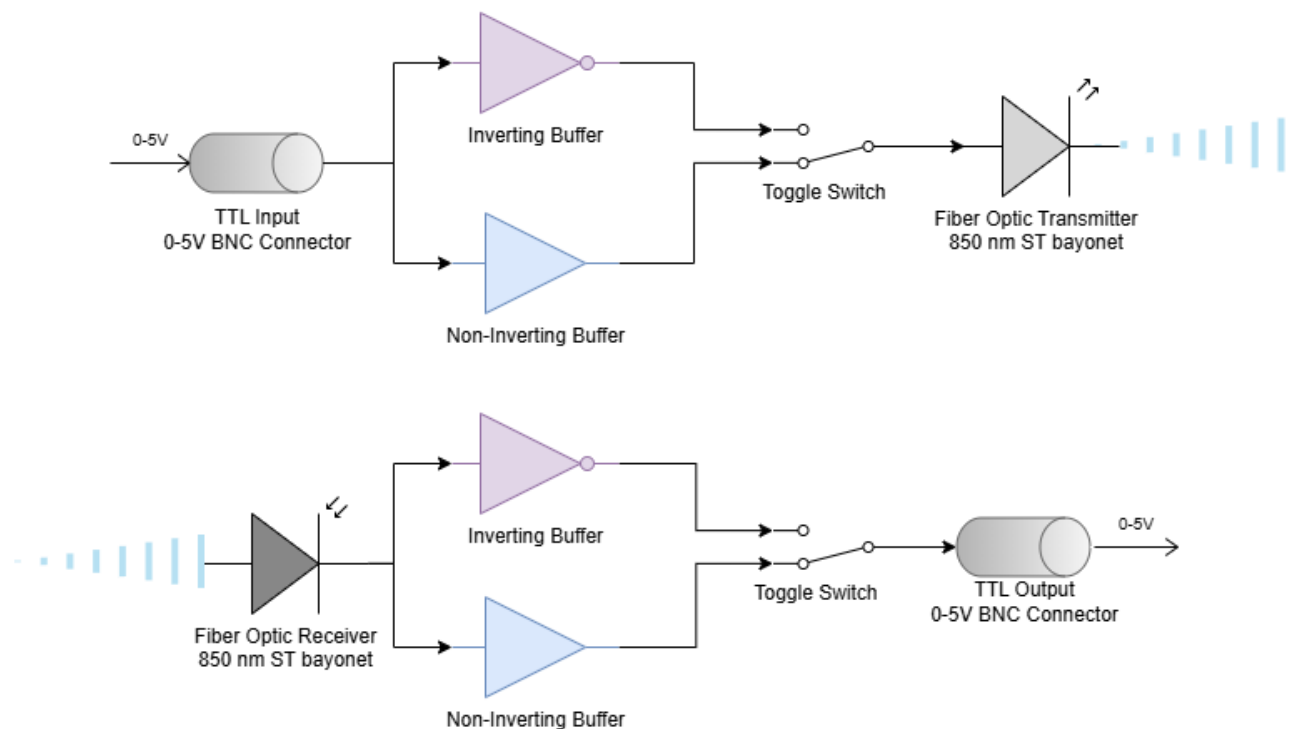 0-5V
TTL Input
0-5V BNC Connector
Inverting Buffer
Non-Inverting Buffer
Toggle Switch
Fiber Optic Transmitter
850 nm ST bayonet
Fiber Optic Receiver
850 nm ST bayonet
Inverting Buffer
Non-Inverting Buffer
Toggle Switch
0-5V
TTL Output
0-5V BNC Connector